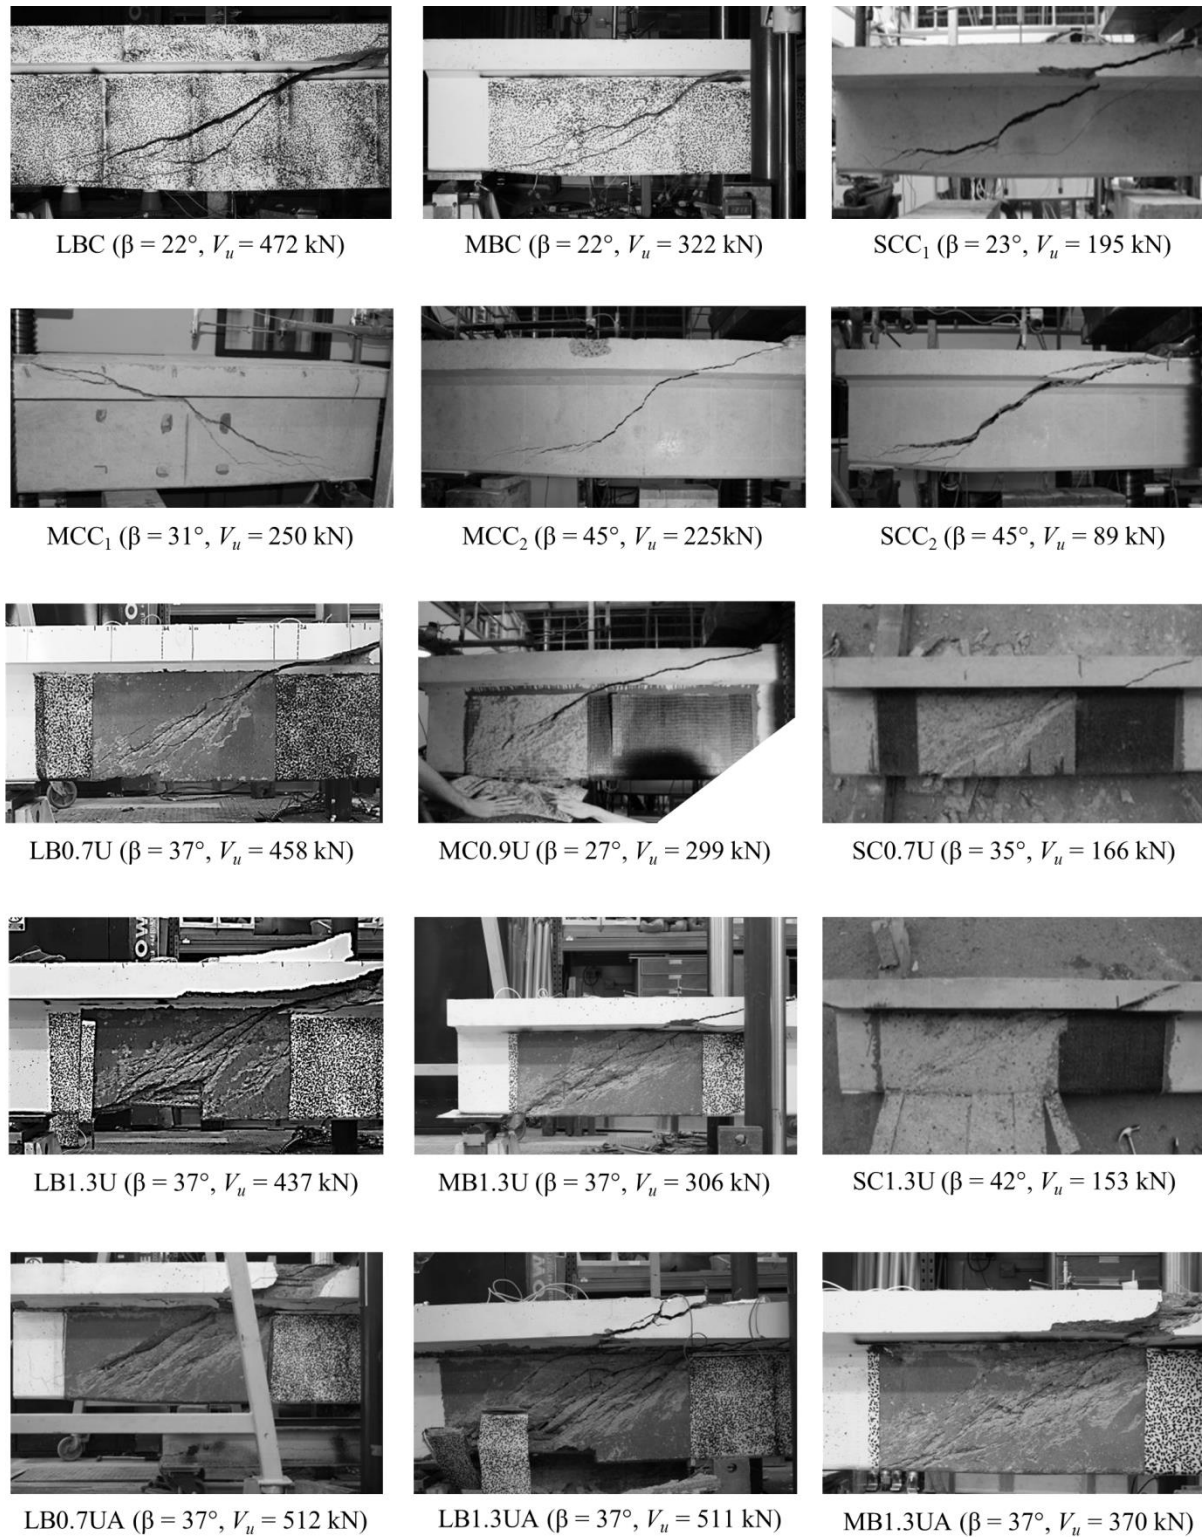 LBC (β = 22°, Vᵤ = 472 kN)
MBC (β = 22°, Vᵤ = 322 kN)
SCC₁ (β = 23°, Vᵤ = 195 kN)
MCC₁ (β = 31°, Vᵤ = 250 kN)
MCC₂ (β = 45°, Vᵤ = 225kN)
SCC₂ (β = 45°, Vᵤ = 89 kN)
LB0.7U (β = 37°, Vᵤ = 458 kN)
MC0.9U (β = 27°, Vᵤ = 299 kN)
SC0.7U (β = 35°, Vᵤ = 166 kN)
LB1.3U (β = 37°, Vᵤ = 437 kN)
MB1.3U (β = 37°, Vᵤ = 306 kN)
SC1.3U (β = 42°, Vᵤ = 153 kN)
LB0.7UA (β = 37°, Vᵤ = 512 kN)
LB1.3UA (β = 37°, Vᵤ = 511 kN)
MB1.3UA (β = 37°, Vᵤ = 370 kN)